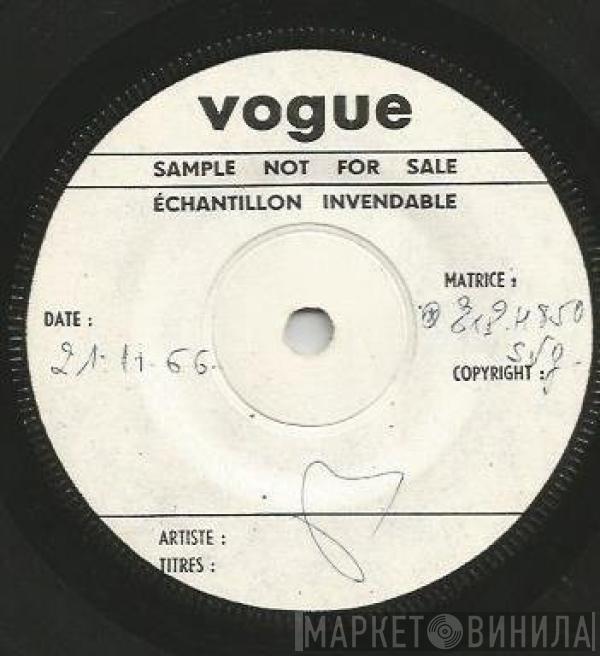 vogue
SAMPLE NOT FOR SALE
ÉCHANTILLON INVENDABLE
MATRICE :
DATE :
21-11-66
COPYRIGHT :
ARTISTE :
TITRES :
МАРКЕТ ВИНИЛА